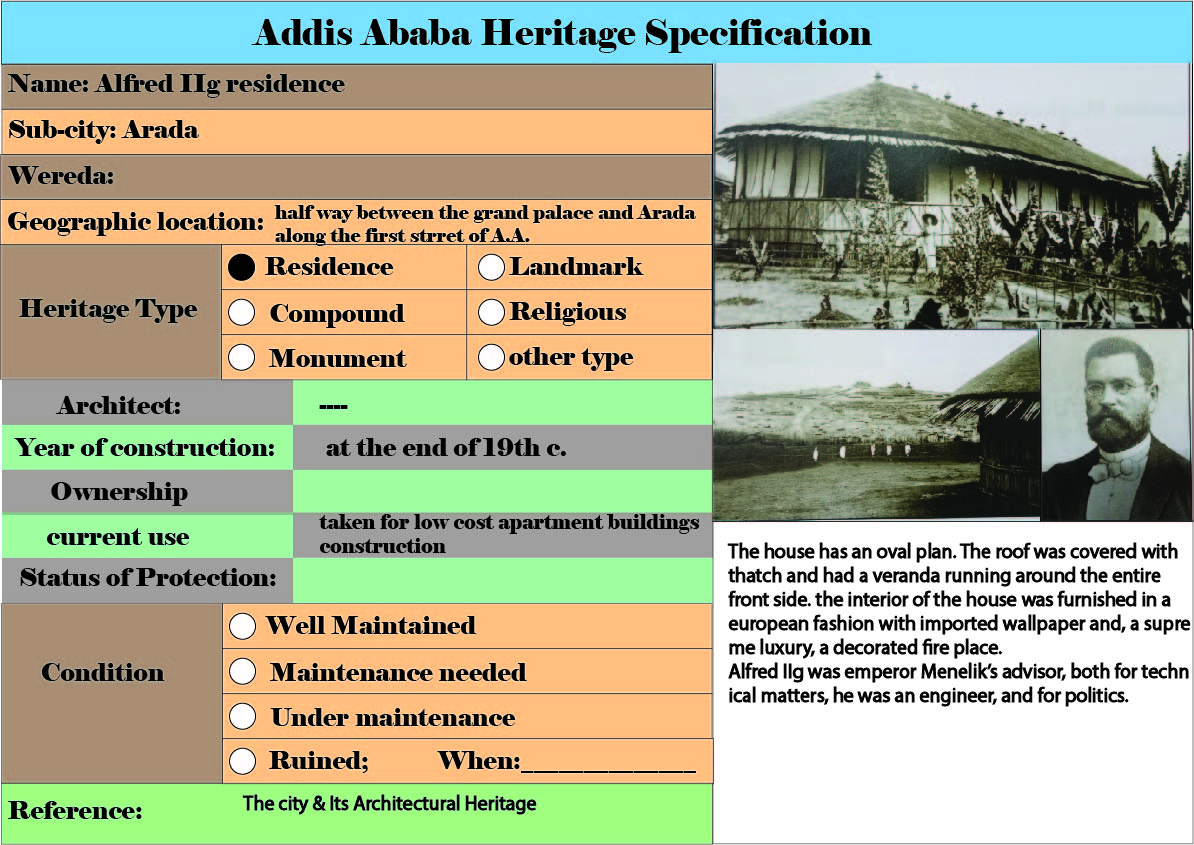 Addis Ababa Heritage Specification
Name: Alfred IIg residence
Sub-city: Arada
Wereda:
Geographic location: half way between the grand palace and Arada
along the first strret of A.A.
Heritage Type
Residence
Landmark
Compound
Religious
Monument
other type
Architect: ----
Year of construction: at the end of 19th c.
Ownership
current use
taken for low cost apartment buildings
construction
Status of Protection:
Condition
Well Maintained
Maintenance needed
Under maintenance
Ruined; When:______________
Reference: The city & Its Architectural Heritage
The house has an oval plan. The roof was covered with
thatch and had a veranda running around the entire
front side. the interior of the house was furnished in a
european fashion with imported wallpaper and, a supre
me luxury, a decorated fire place.
Alfred IIg was emperor Menelik’s advisor, both for techn
ical matters, he was an engineer, and for politics.